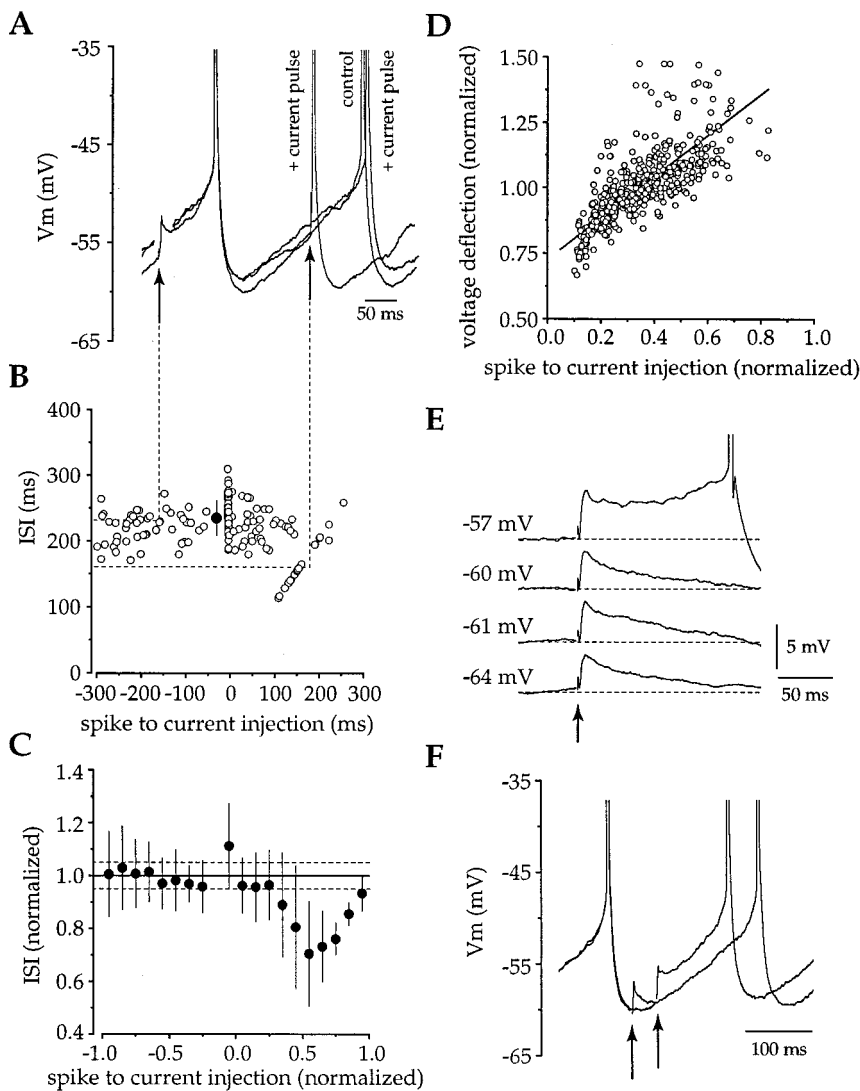 A
-35
-45
-55
-65
Vm (mV)
+ current pulse
control
+ current pulse
50 ms
B
400
300
200
100
0
ISI (ms)
-300 -200 -100 0 100 200 300
spike to current injection (ms)
C
1.4
1.2
1.0
0.8
0.6
0.4
ISI (normalized)
-1.0 -0.5 0.0 0.5 1.0
spike to current injection (normalized)
D
1.50
1.25
1.00
0.75
0.50
voltage deflection (normalized)
0.0 0.2 0.4 0.6 0.8 1.0
spike to current injection (normalized)
E
-57 mV
-60 mV
-61 mV
-64 mV
5 mV
50 ms
F
-35
-45
-55
-65
Vm (mV)
100 ms